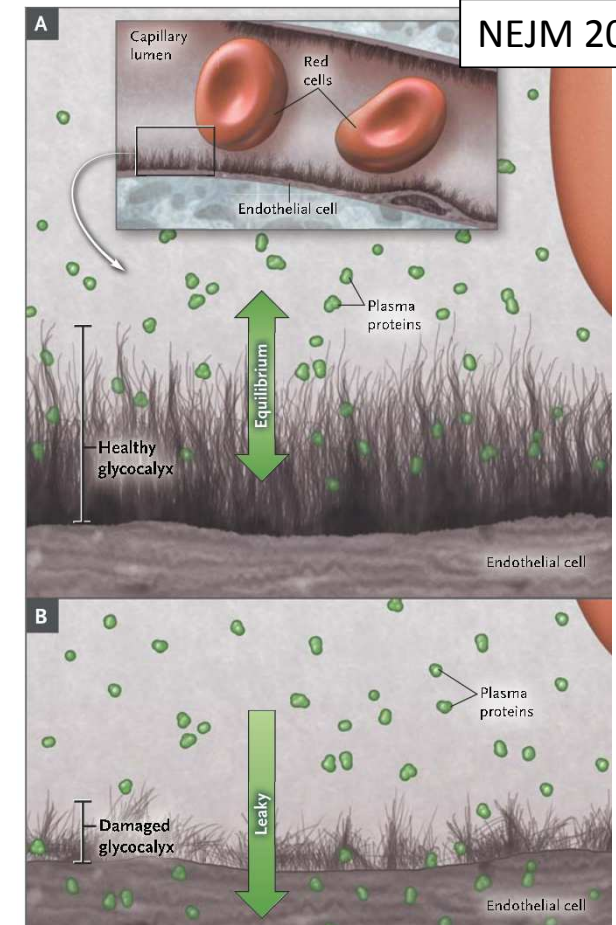 A
NEJM 20
Capillary
lumen
Red
cells
Endothelial cell
Plasma
proteins
Equilibrium
Healthy
glycocalyx
Endothelial cell
B
Plasma
proteins
Leaky
Damaged
glycocalyx
Endothelial cell